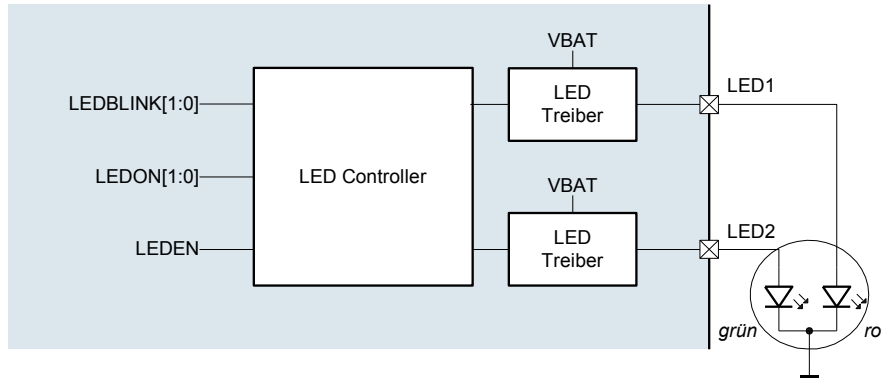 VBAT
LED
Treiber
LED1
LEDBLINK[1:0]
LEDON[1:0]
LED Controller
VBAT
LED
Treiber
LED2
LEDEN
grün
ro